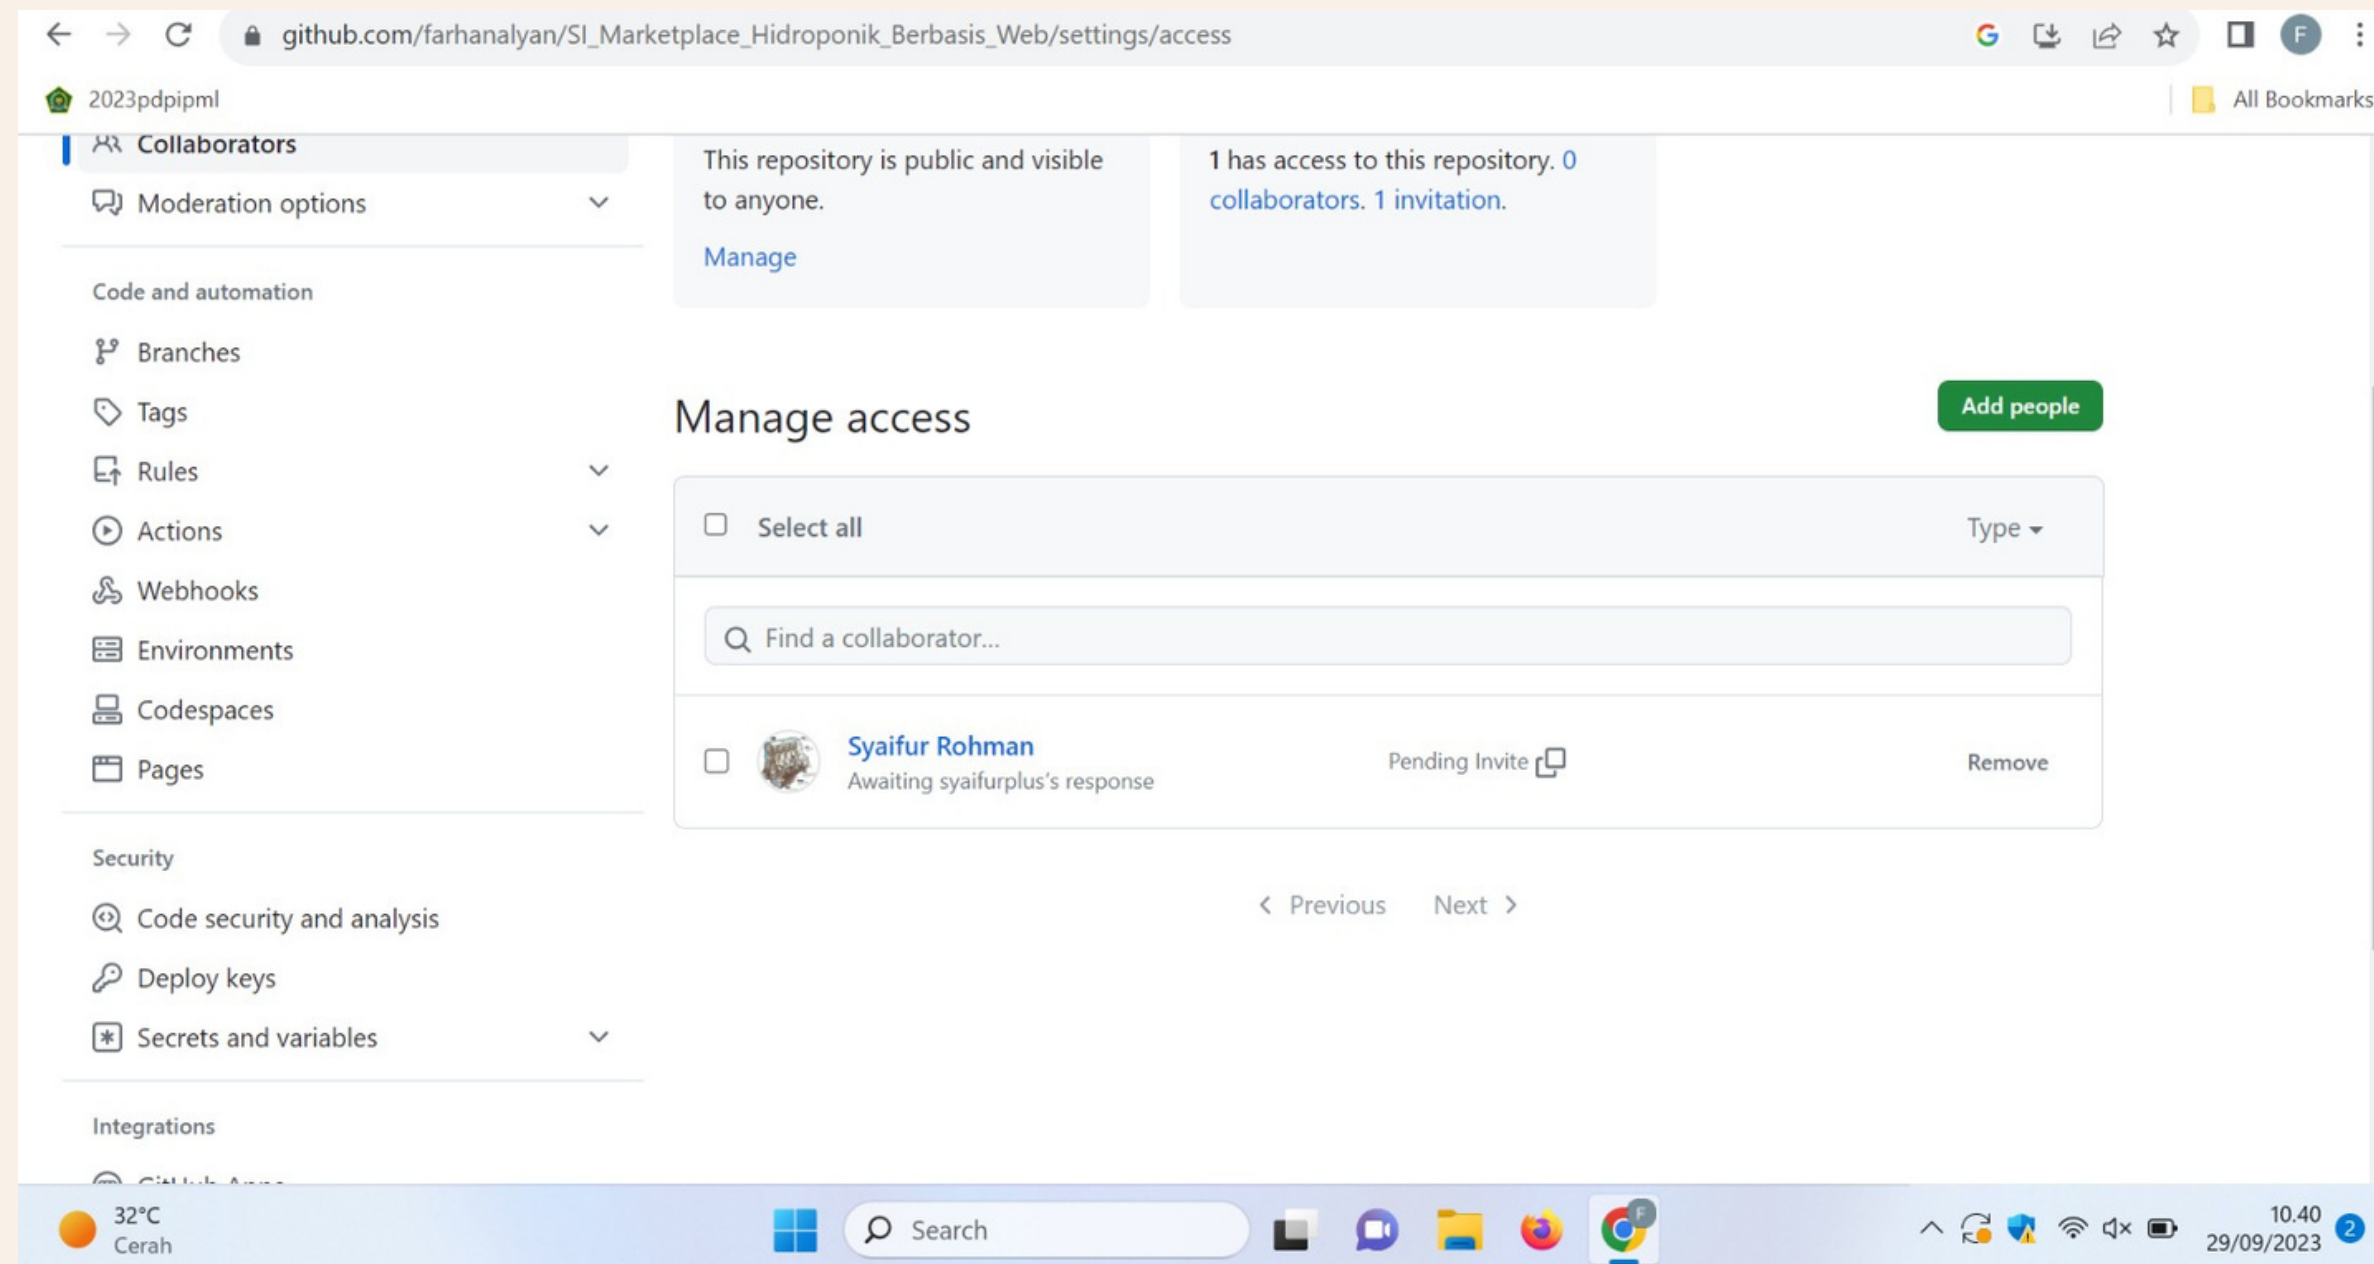 github.com/farhanalyan/SI_Marketplace_Hidroponik_Berbasis_Web/settings/access
G
F
2023pdpipml
All Bookmarks
Collaborators
Moderation options
Code and automation
Branches
Tags
Rules
Actions
Webhooks
Environments
Codespaces
Pages
Security
Code security and analysis
Deploy keys
Secrets and variables
Integrations
GitHub Apps
This repository is public and visible
to anyone.
Manage
1 has access to this repository. 0
collaborators. 1 invitation.
Manage access
Add people
Select all
Type
Find a collaborator...
Syaifur Rohman
Awaiting syaifurplus's response
Pending Invite
Remove
Previous
Next
32°C
Cerah
Search
F
10.40
29/09/2023
2